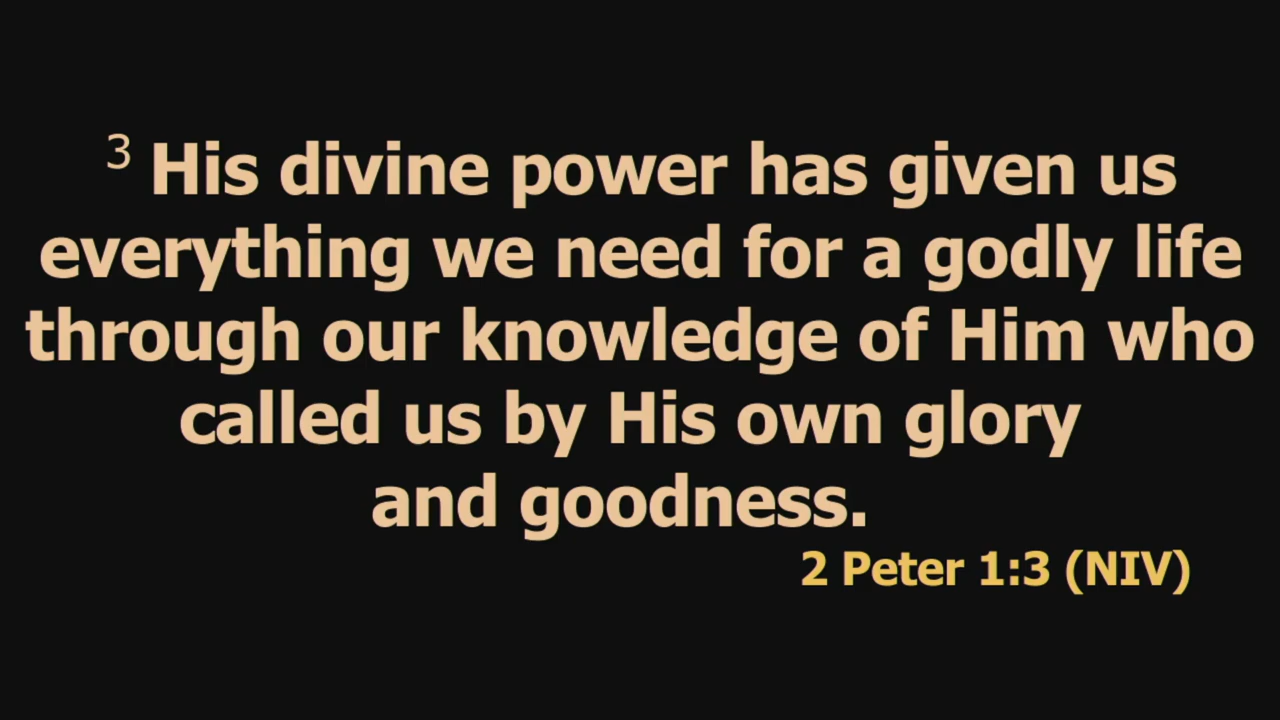 3 His divine power has given us
everything we need for a godly life
through our knowledge of Him who
called us by His own glory
and goodness.
2 Peter 1:3 (NIV)